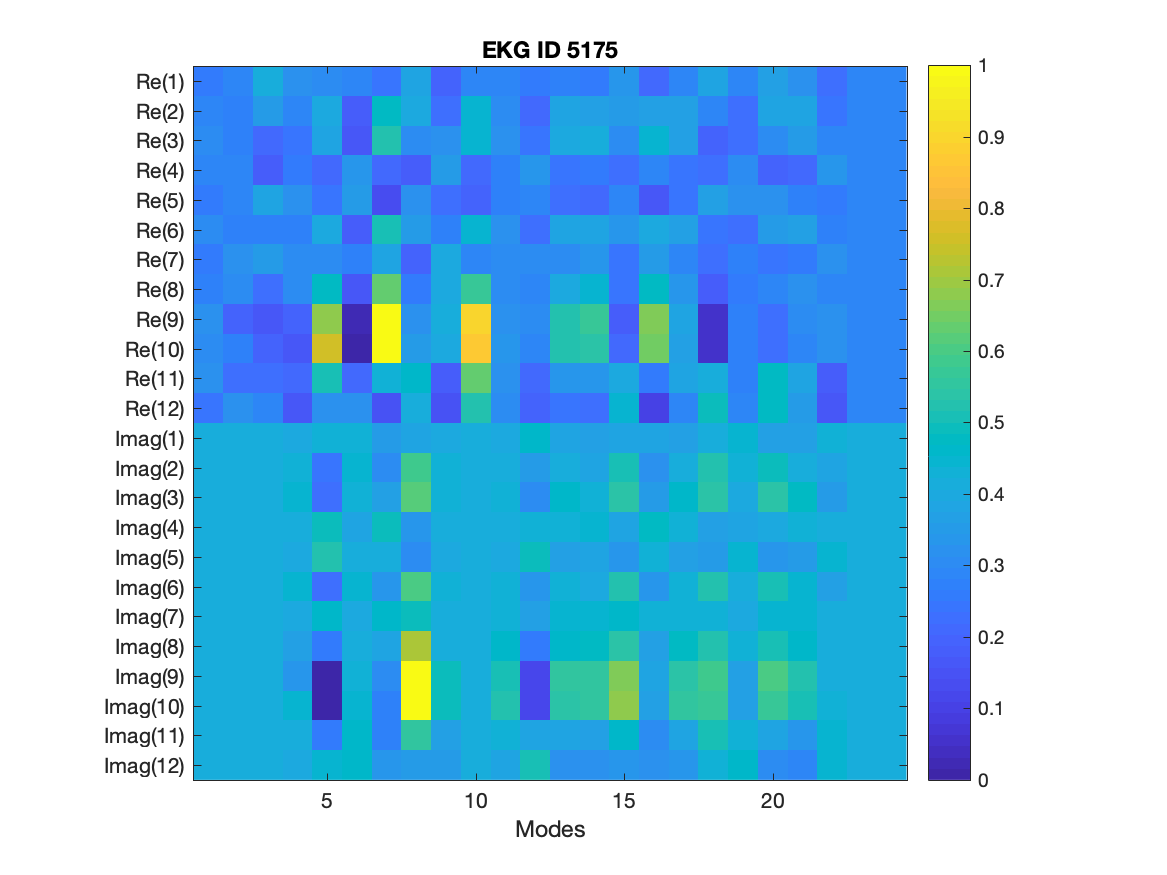 EKG ID 5175
Re(1)
Re(2)
Re(3)
Re(4)
Re(5)
Re(6)
Re(7)
Re(8)
Re(9)
Re(10)
Re(11)
Re(12)
Imag(1)
Imag(2)
Imag(3)
Imag(4)
Imag(5)
Imag(6)
Imag(7)
Imag(8)
Imag(9)
Imag(10)
Imag(11)
Imag(12)
5 10 15 20
Modes
1
0.9
0.8
0.7
0.6
0.5
0.4
0.3
0.2
0.1
0